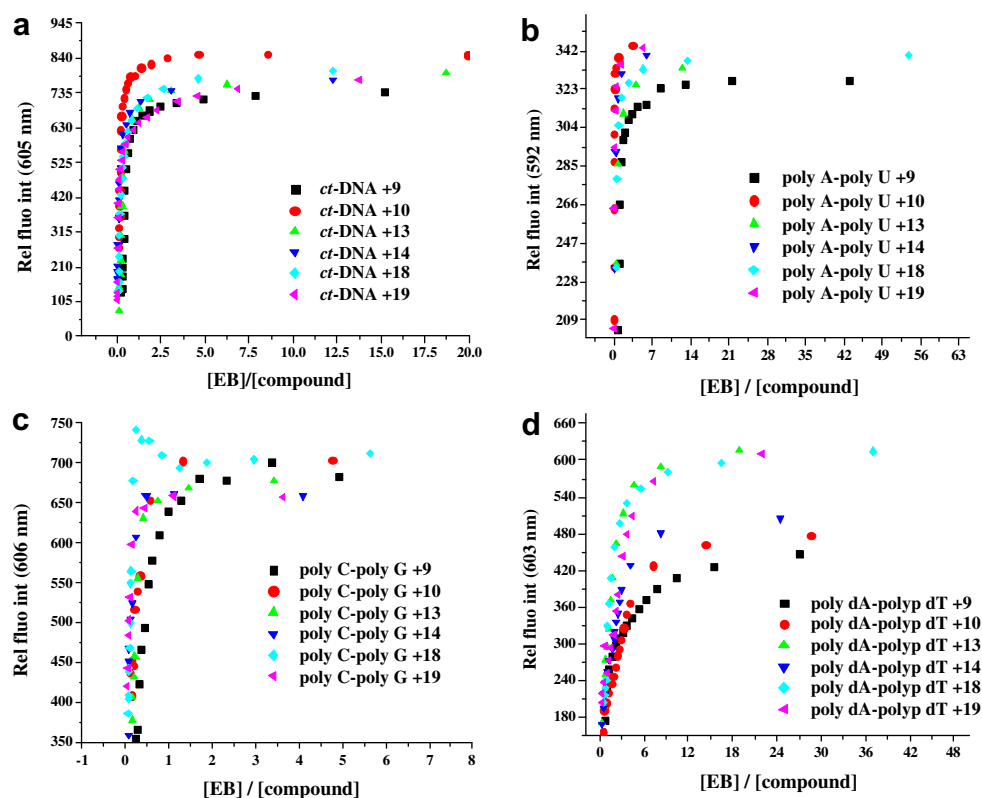 a
945
840
735
630
525
420
315
210
105
0
Rel fluo int (605 nm)
0.0 2.5 5.0 7.5 10.0 12.5 15.0 17.5 20.0
[EB]/[compound]
ct-DNA +9
ct-DNA +10
ct-DNA +13
ct-DNA +14
ct-DNA +18
ct-DNA +19
b
342
323
304
285
266
247
228
209
Rel fluo int (592 nm)
0 7 14 21 28 35 42 49 56 63
[EB] / [compound]
poly A-poly U +9
poly A-poly U +10
poly A-poly U +13
poly A-poly U +14
poly A-poly U +18
poly A-poly U +19
c
750
700
650
600
550
500
450
400
350
Rel fluo int (606 nm)
-1 0 1 2 3 4 5 6 7 8
[EB] / [compound]
poly C-poly G +9
poly C-poly G +10
poly C-poly G +13
poly C-poly G +14
poly C-poly G +18
poly C-poly G +19
d
660
600
540
480
420
360
300
240
180
Rel fluo int (603 nm)
0 6 12 18 24 30 36 42 48
[EB] / [compound]
poly dA-polyp dT +9
poly dA-polyp dT +10
poly dA-polyp dT +13
poly dA-polyp dT +14
poly dA-polyp dT +18
poly dA-polyp dT +19